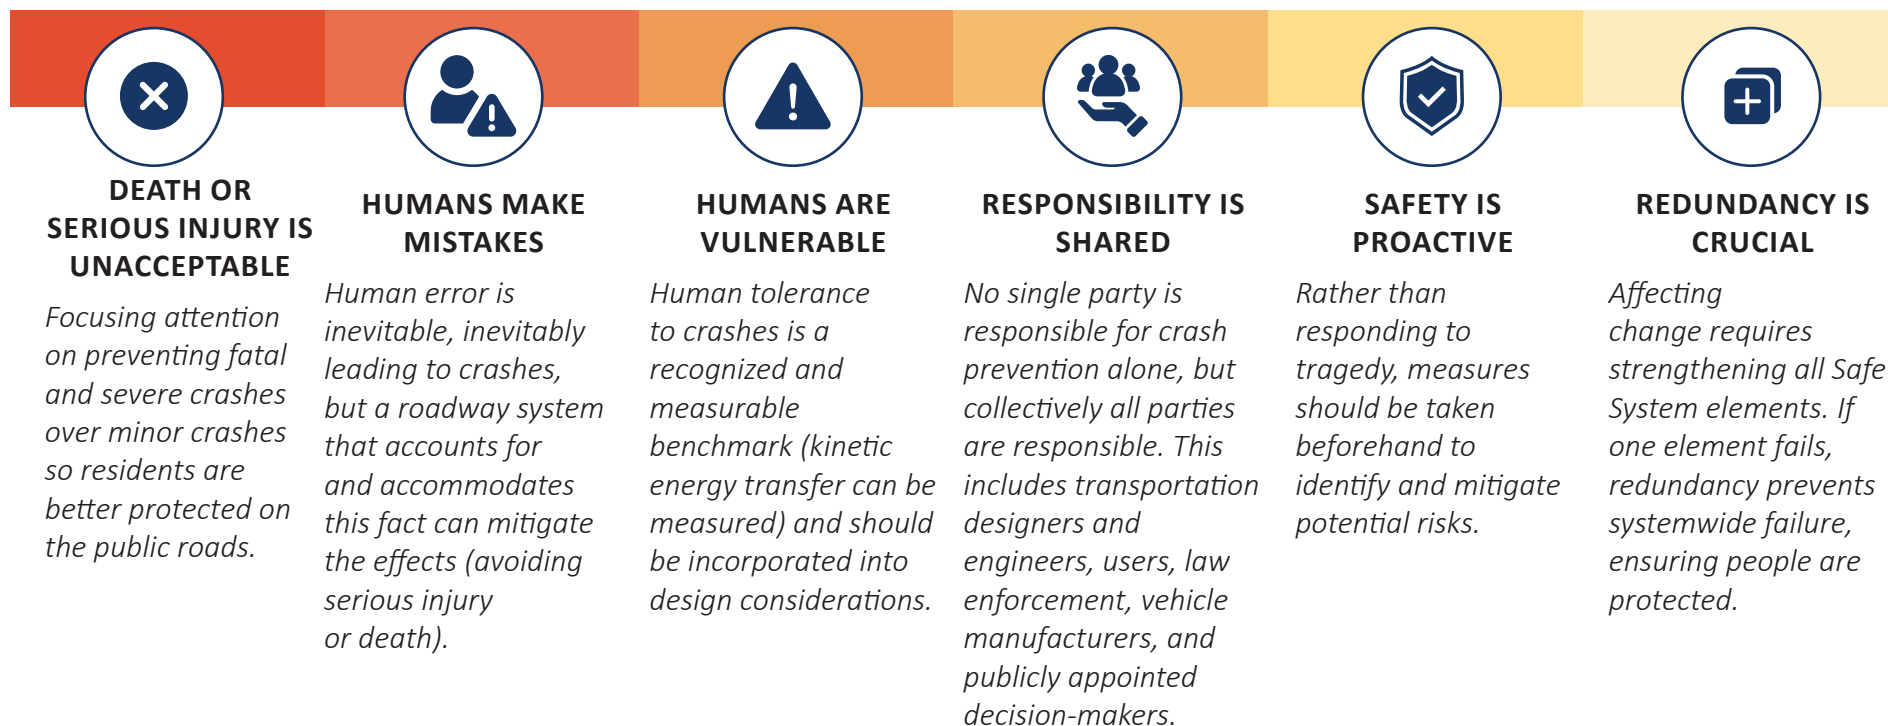 DEATH OR
SERIOUS INJURY IS
UNACCEPTABLE
Focusing attention
on preventing fatal
and severe crashes
over minor crashes
so residents are
better protected on
the public roads.
HUMANS MAKE
MISTAKES
Human error is
inevitable, inevitably
leading to crashes,
but a roadway system
that accounts for
and accommodates
this fact can mitigate
the effects (avoiding
serious injury
or death).
HUMANS ARE
VULNERABLE
Human tolerance
to crashes is a
recognized and
measurable
benchmark (kinetic
energy transfer can be
measured) and should
be incorporated into
design considerations.
RESPONSIBILITY IS
SHARED
No single party is
responsible for crash
prevention alone, but
collectively all parties
are responsible. This
includes transportation
designers and
engineers, users, law
enforcement, vehicle
manufacturers, and
publicly appointed
decision-makers.
SAFETY IS
PROACTIVE
Rather than
responding to
tragedy, measures
should be taken
beforehand to
identify and mitigate
potential risks.
REDUNDANCY IS
CRUCIAL
Affecting
change requires
strengthening all Safe
System elements. If
one element fails,
redundancy prevents
systemwide failure,
ensuring people are
protected.